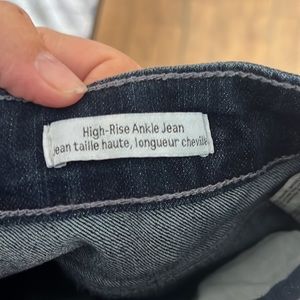 High-Rise Ankle Jean
jean taille haute, longueur cheville